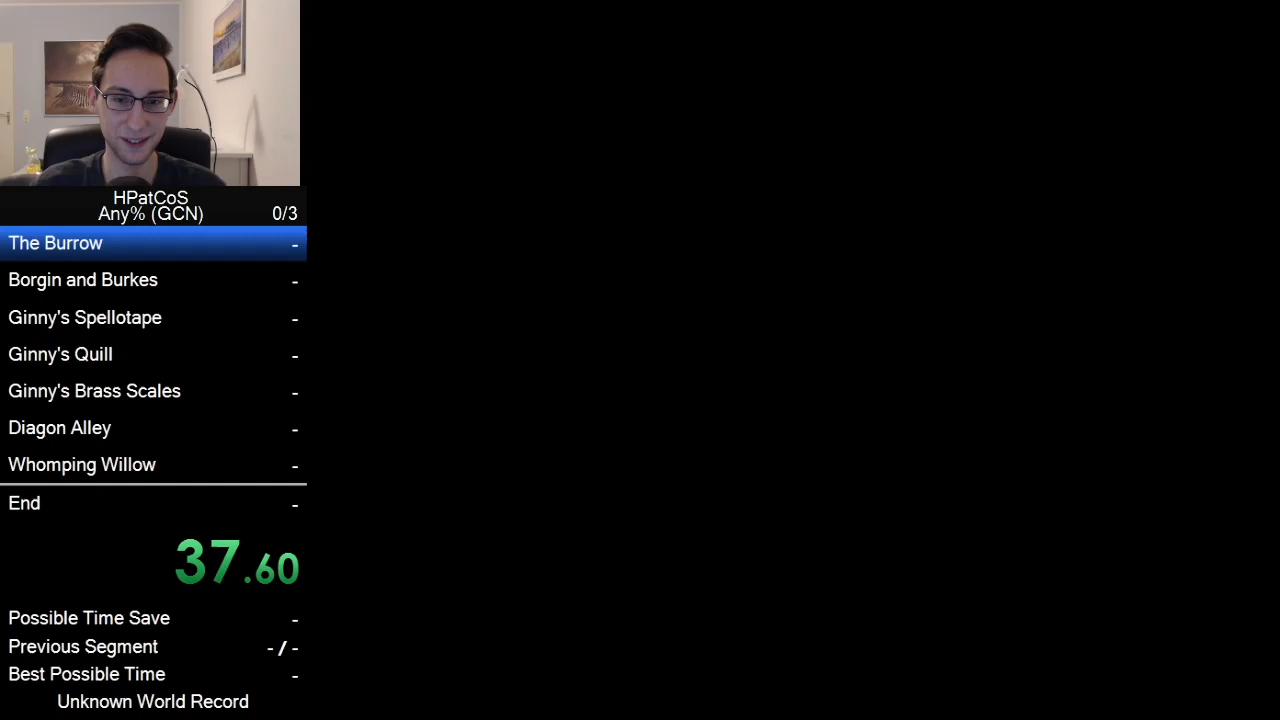 HPatCoS
Any% (GCN) 0/3
The Burrow -
Borgin and Burkes -
Ginny's Spellotape -
Ginny's Quill -
Ginny's Brass Scales -
Diagon Alley -
Whomping Willow -
End -
37.60
Possible Time Save -
Previous Segment - / -
Best Possible Time -
Unknown World Record